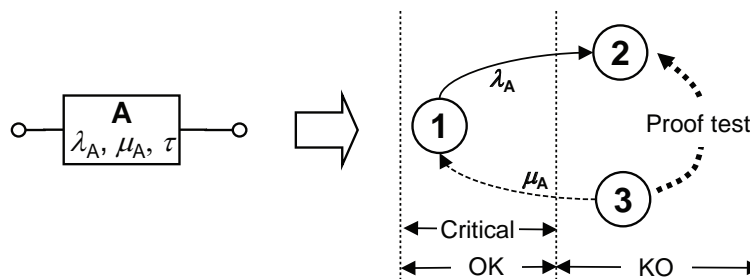 A
λA, μA, τ
1
λA
2
Proof test
μA
3
Critical
OK
KO